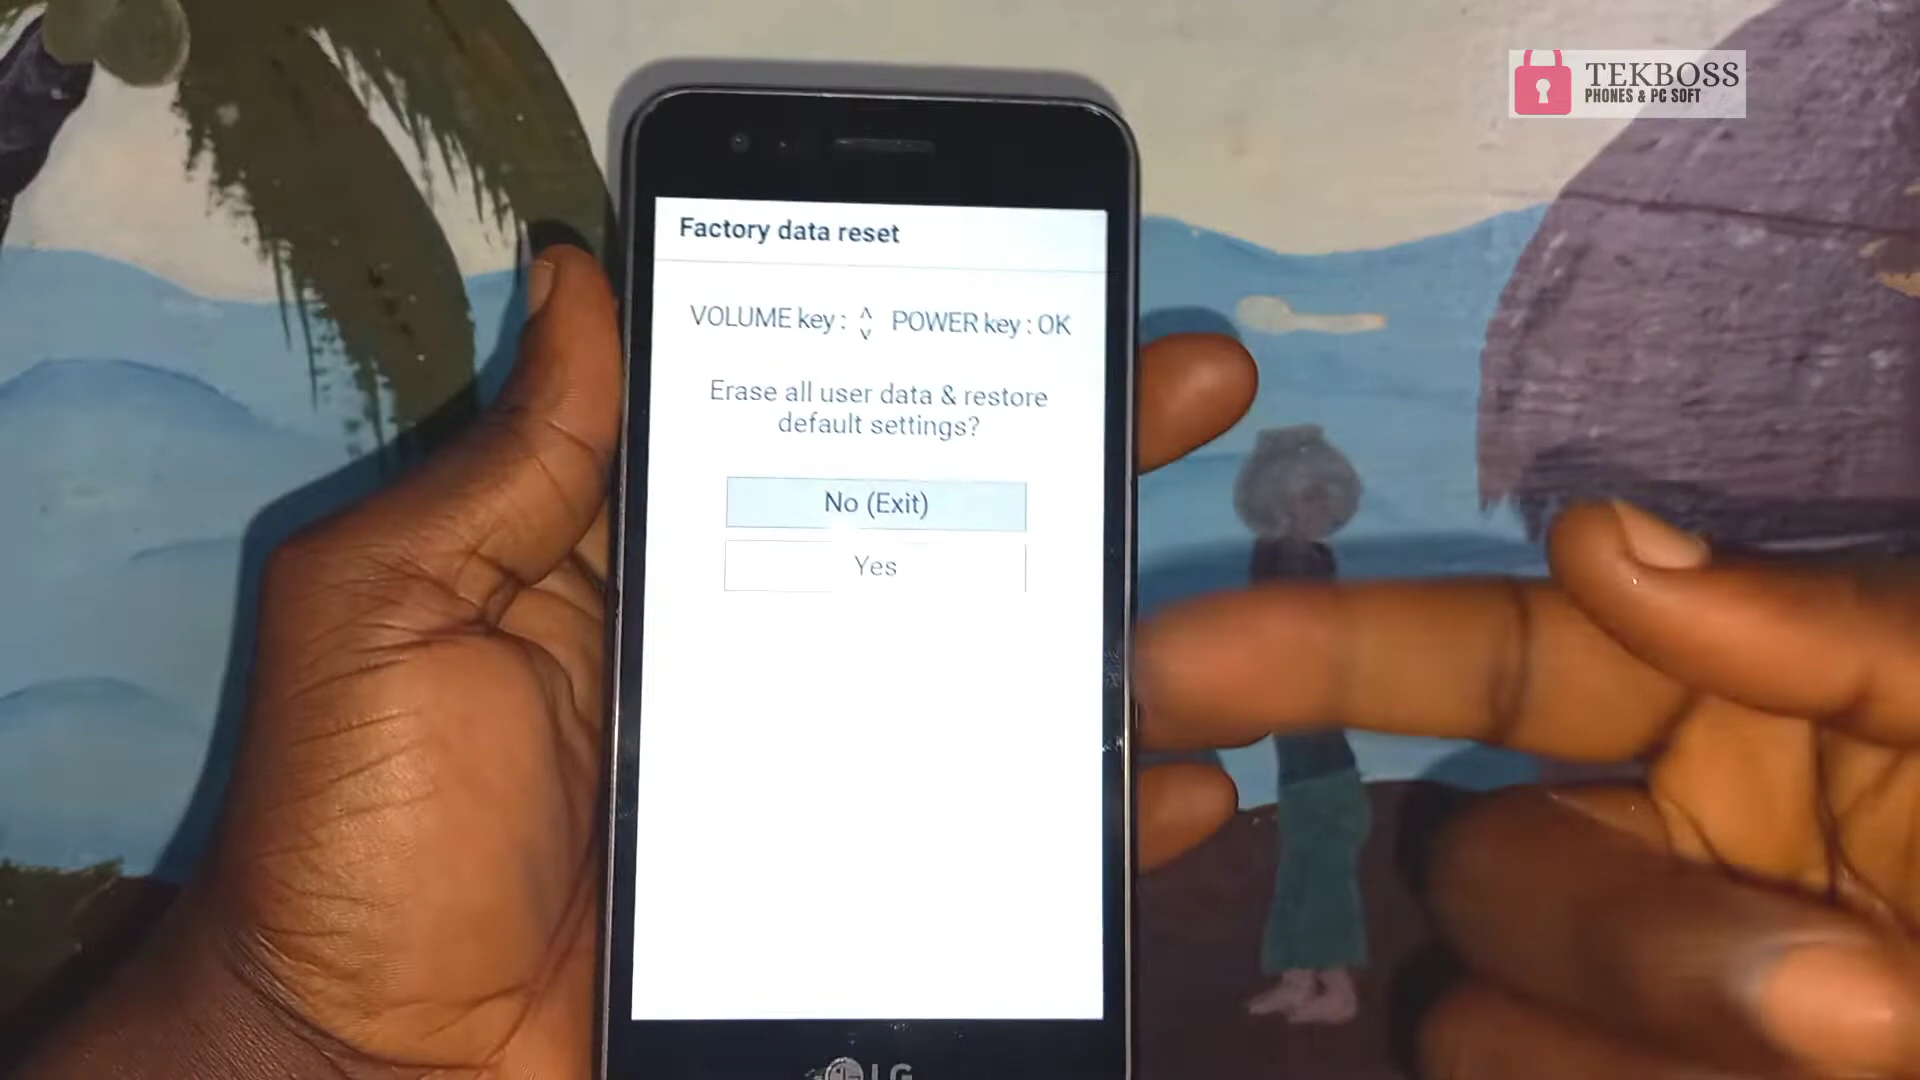 TEKBOSS
PHONES & PC SOFT
Factory data reset
VOLUME key : POWER key : OK
Erase all user data & restore
default settings?
No (Exit)
Yes
LG